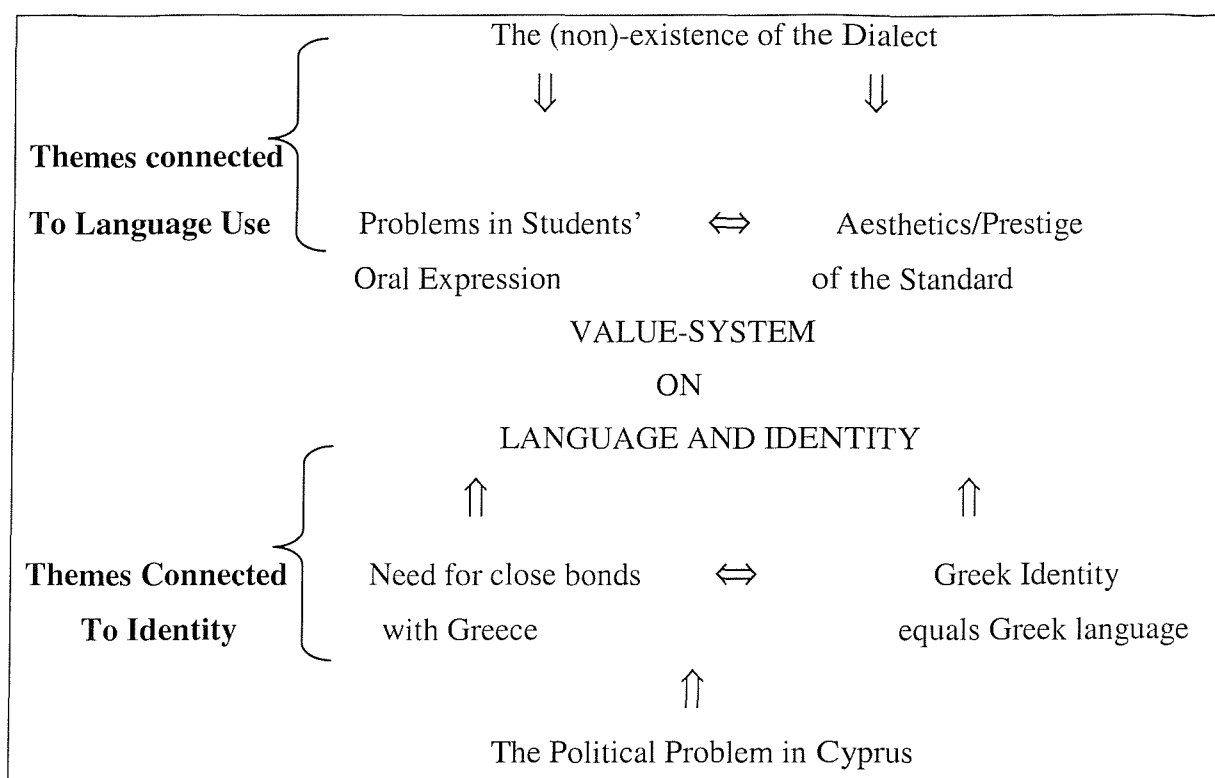 The (non)-existence of the Dialect
⇓ ⇓
Themes connected
To Language Use Problems in Students' ⇔ Aesthetics/Prestige
Oral Expression of the Standard
VALUE-SYSTEM
ON
LANGUAGE AND IDENTITY
⇑ ⇑
Themes Connected Need for close bonds ⇔ Greek Identity
To Identity with Greece equals Greek language
⇑
The Political Problem in Cyprus